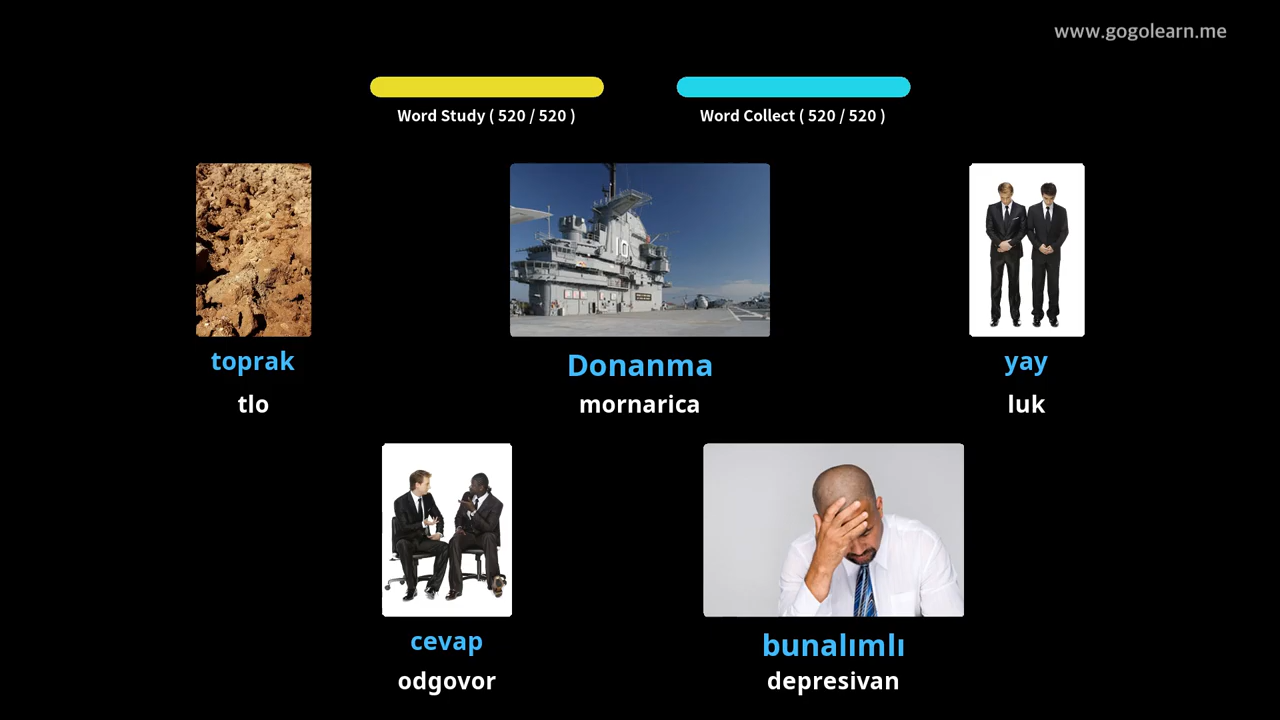 www.gogolearn.me
Word Study ( 520 / 520 )
Word Collect ( 520 / 520 )
10
toprak
tlo
Donanma
mornarica
yay
luk
cevap
odgovor
bunalımlı
depresivan